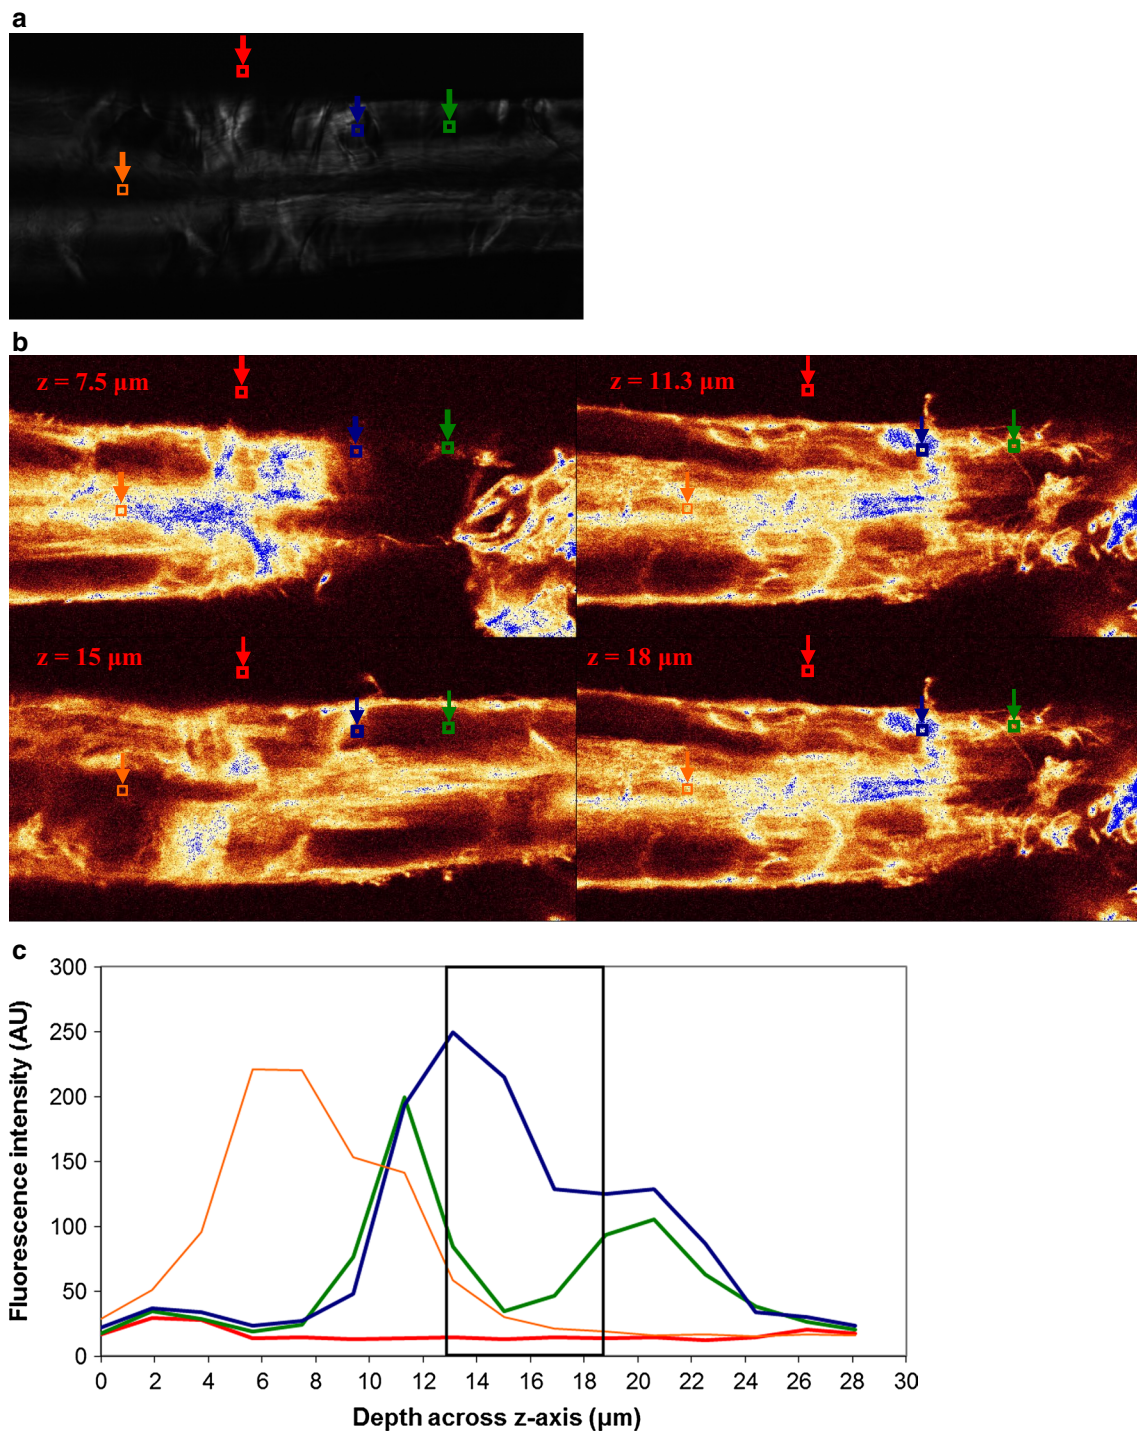 a
b
z = 7.5 μm
z = 11.3 μm
z = 15 μm
z = 18 μm
c
300
250
200
150
100
50
0
Fluorescence intensity (AU)
0 2 4 6 8 10 12 14 16 18 20 22 24 26 28 30
Depth across z-axis (μm)